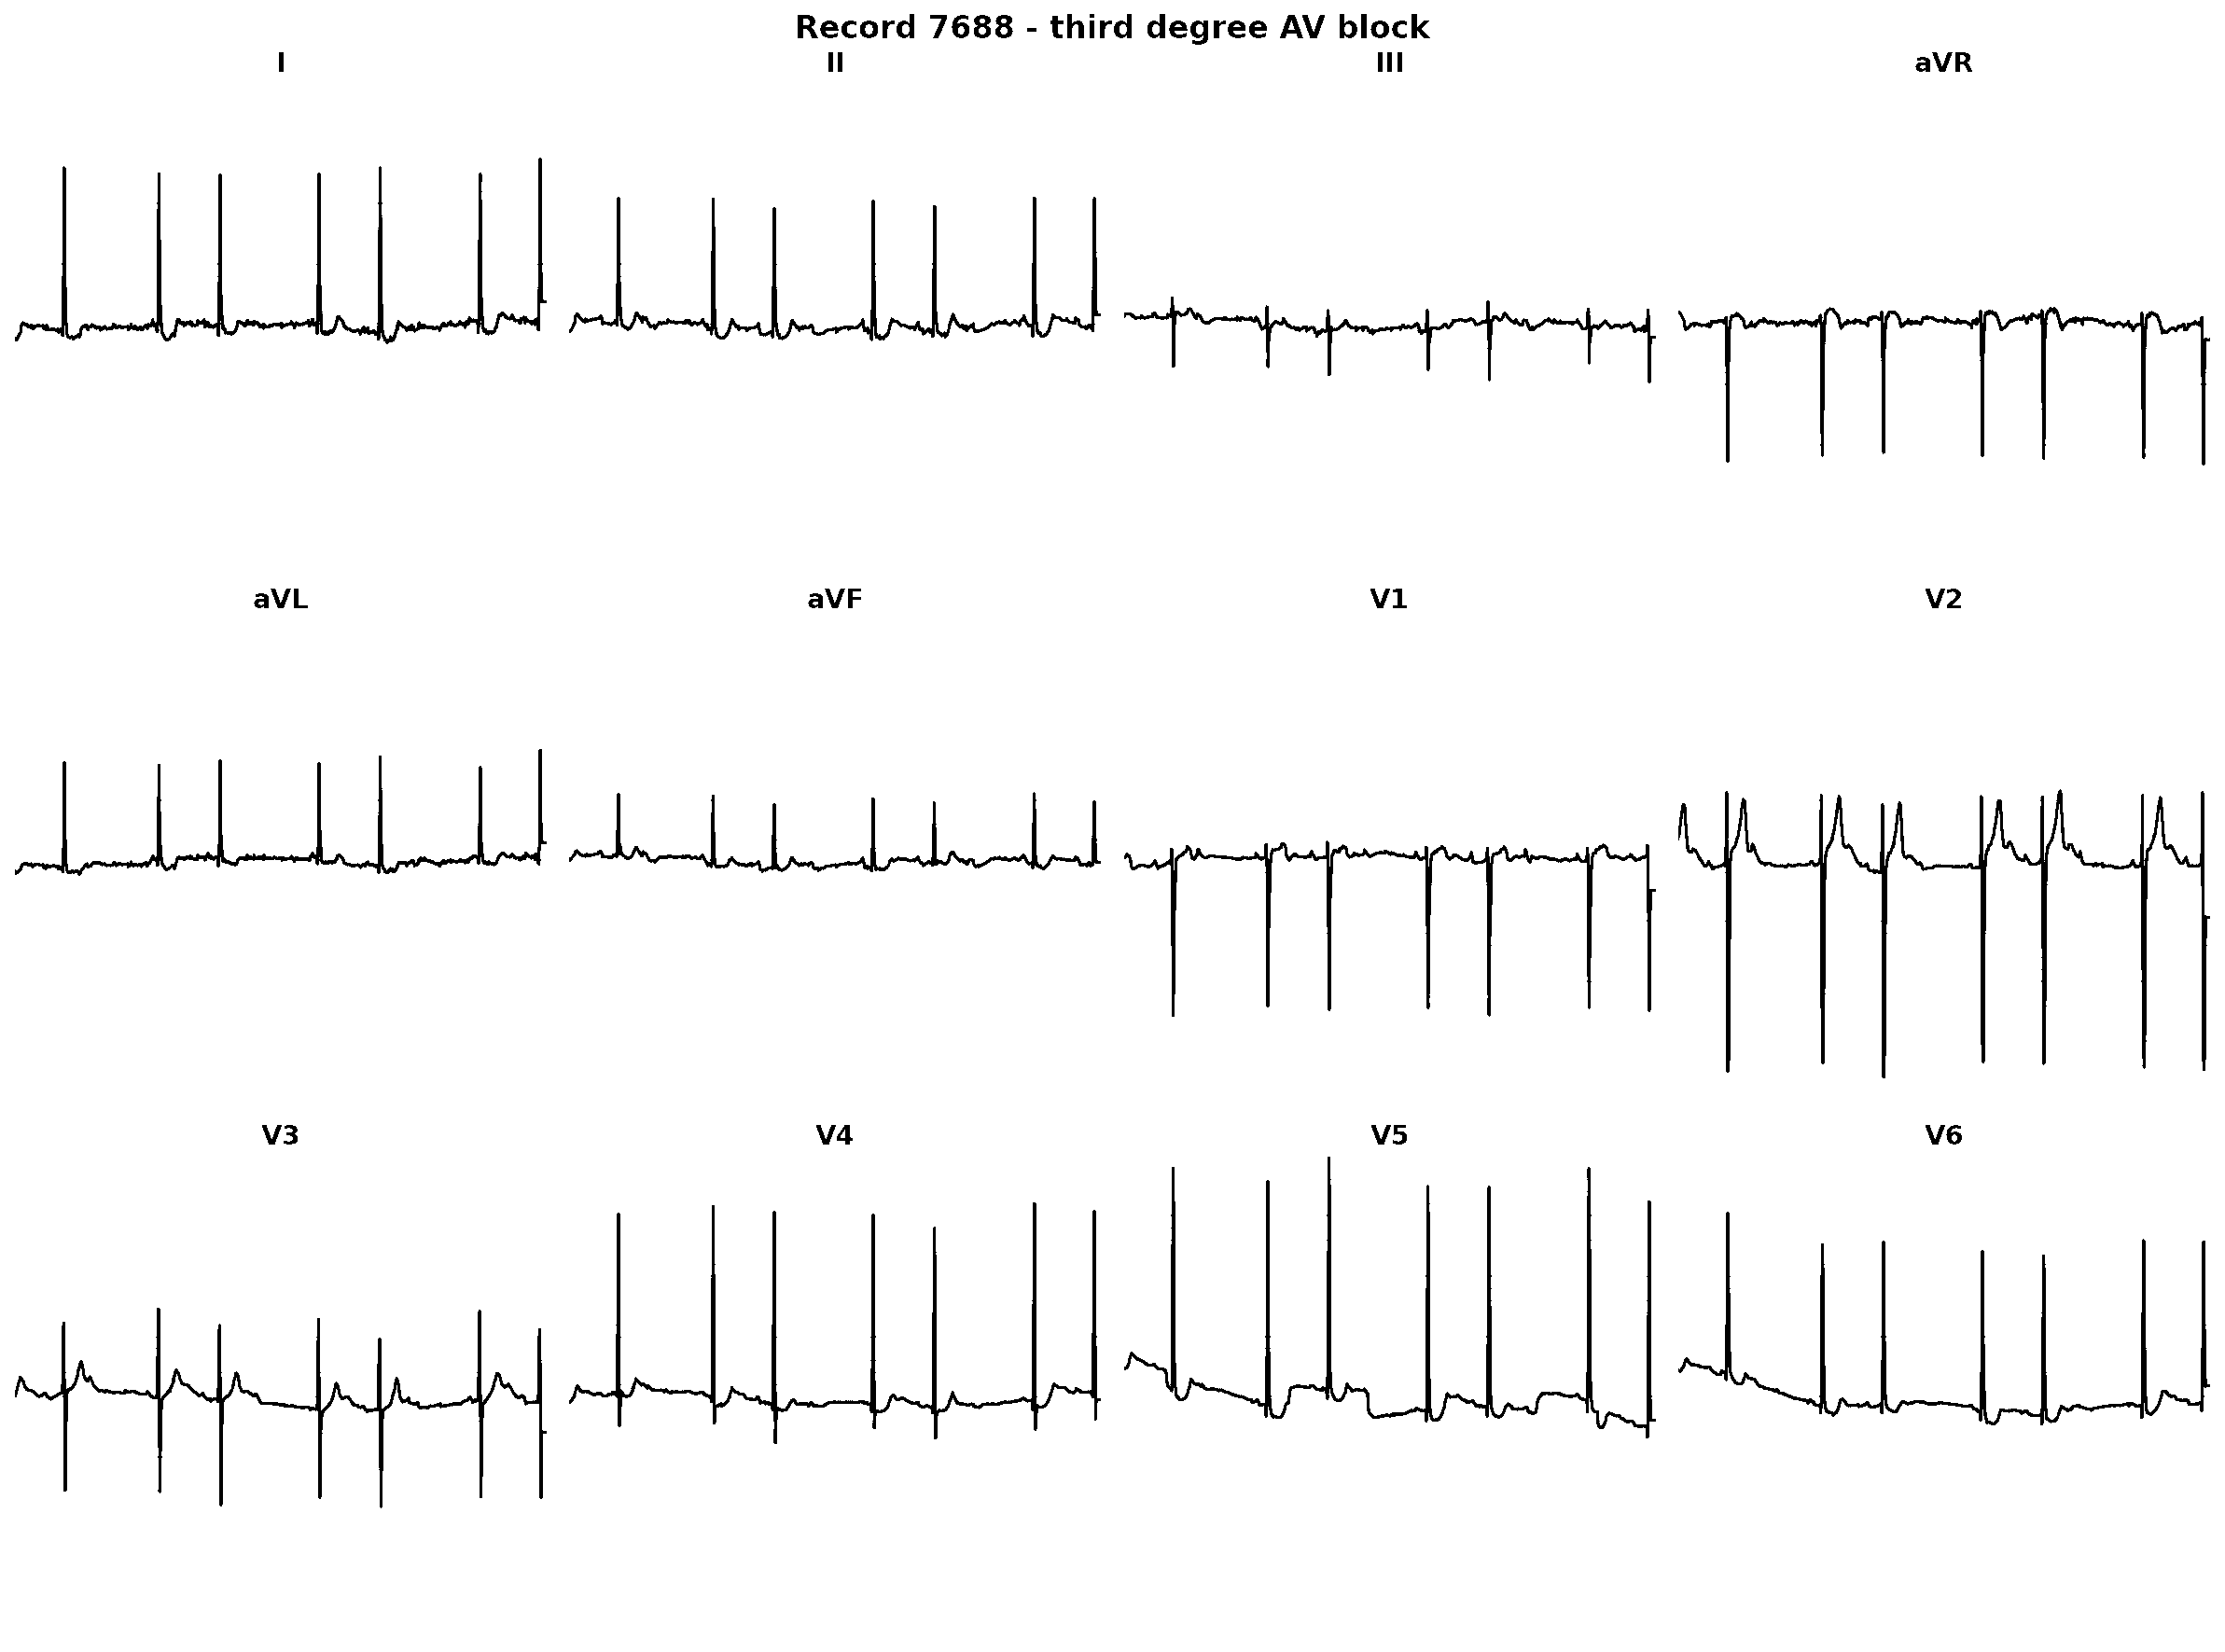 Record 7688 - third degree AV block
I II III aVR
aVL aVF V1 V2
V3 V4 V5 V6